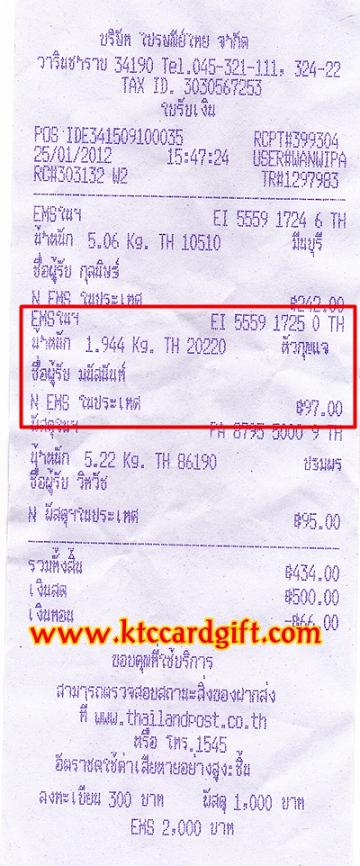 บริษัท ไปรษณีย์ไทย จำกัด
วารินชำราบ 34190 Tel.045-321-111, 324-22
TAX ID. 3030567253
ใบรับเงิน
POS IDE341509100035 RCPT#399304
25/01/2012 15:47:24 USER#WANWIPA
RC#303132 W2 TR#1297983
EMSในฯ EI 5559 1724 6 TH
น้ำหนัก 5.06 Kg. TH 10510 มีนบุรี
ชื่อผู้รับ กุลมิษร์
N EMS ในประเทศ ฿242.00
EMSในฯ EI 5559 1725 0 TH
น้ำหนัก 1.944 Kg. TH 20220 หัวกุญแจ
ชื่อผู้รับ มนัสนันท์
N EMS ในประเทศ ฿97.00
พัสดุในฯ PA 8795 5000 9 TH
น้ำหนัก 5.22 Kg. TH 86190 ปะทิว
ชื่อผู้รับ วิทวัช
N พัสดุฯในประเทศ ฿95.00
รวมทั้งสิ้น ฿434.00
เงินสด ฿500.00
เงินทอน -฿66.00
www.ktccardgift.com
ขอบคุณที่ใช้บริการ
สามารถตรวจสอบสถานะสิ่งของฝากส่ง
ที่ www.thailandpost.co.th
หรือ โทร.1545
อัตราชดใช้ค่าเสียหายอย่างสูง:ชิ้น
ลงทะเบียน 300 บาท พัสดุ 1,000 บาท
EMS 2,000 บาท